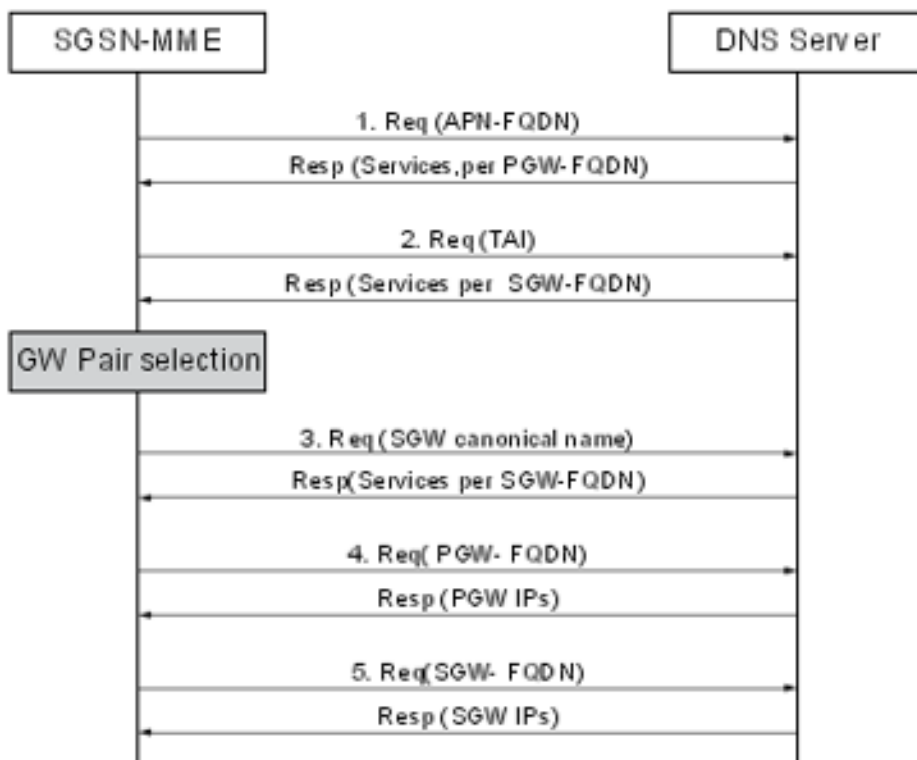 SGSN-MME
DNS Server
1. Req (APN-FQDN)
Resp (Services,per PGW-FQDN)
2. Req (TAI)
Resp (Services per SGW-FQDN)
GW Pair selection
3. Req (SGW canonical name)
Resp(Services per SGW-FQDN)
4. Req( PGW- FQDN)
Resp (PGW IPs)
5. Req(SGW- FQDN)
Resp (SGW IPs)